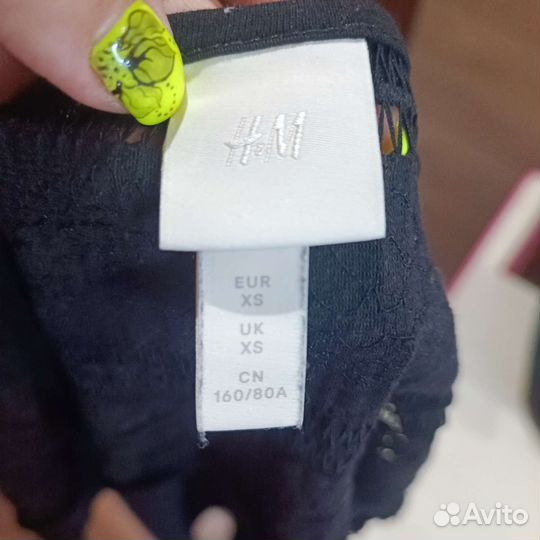 H&M
EUR
XS
UK
XS
CN
160/80A
Avito